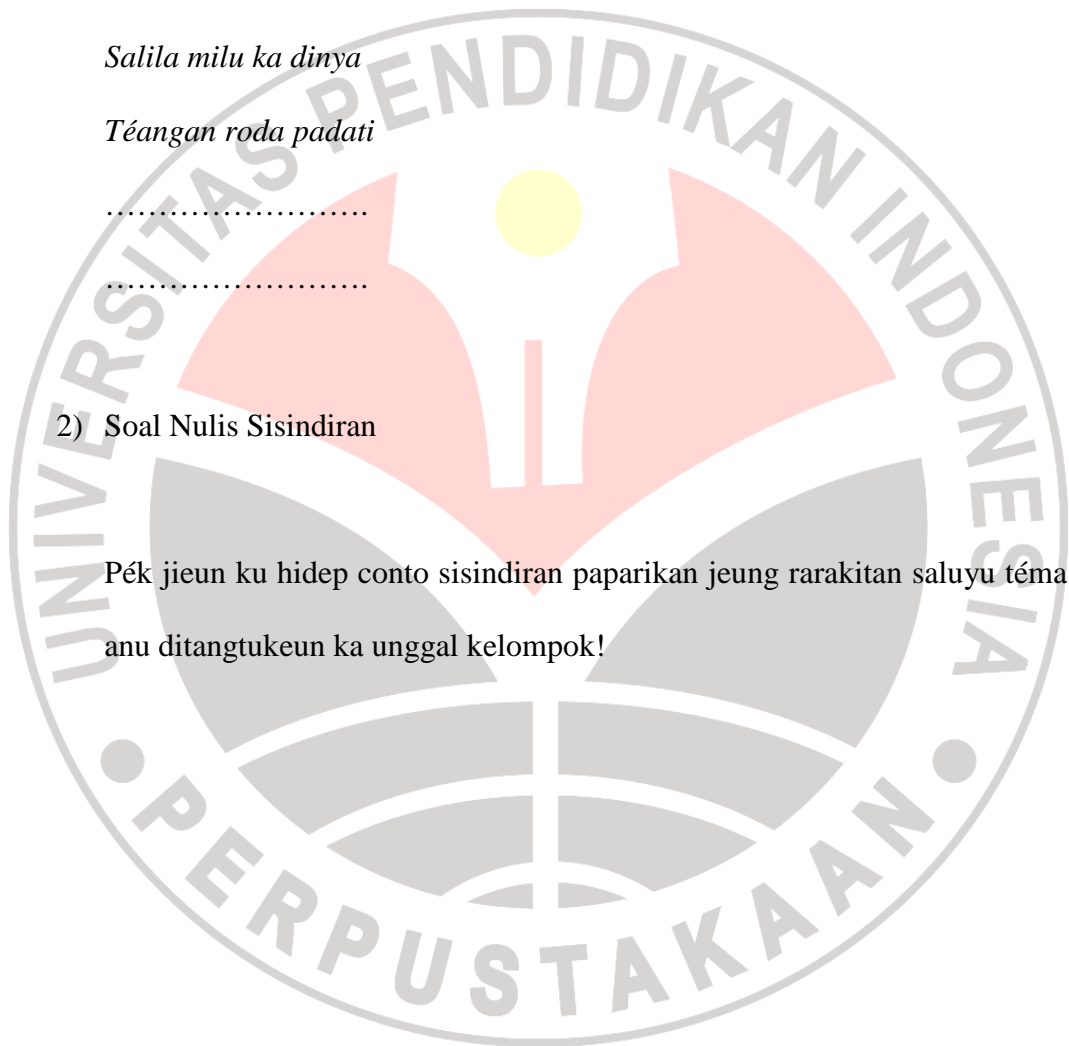 Salila milu ka dinya
Téangan roda padati
…………………….
…………………….
2) Soal Nulis Sisindiran
Pék jieun ku hidep conto sisindiran paparikan jeung rarakitan saluyu téma
anu ditangtukeun ka unggal kelompok!
UNIVERSITAS PENDIDIKAN INDONESIA
PERPUSTAKAAN